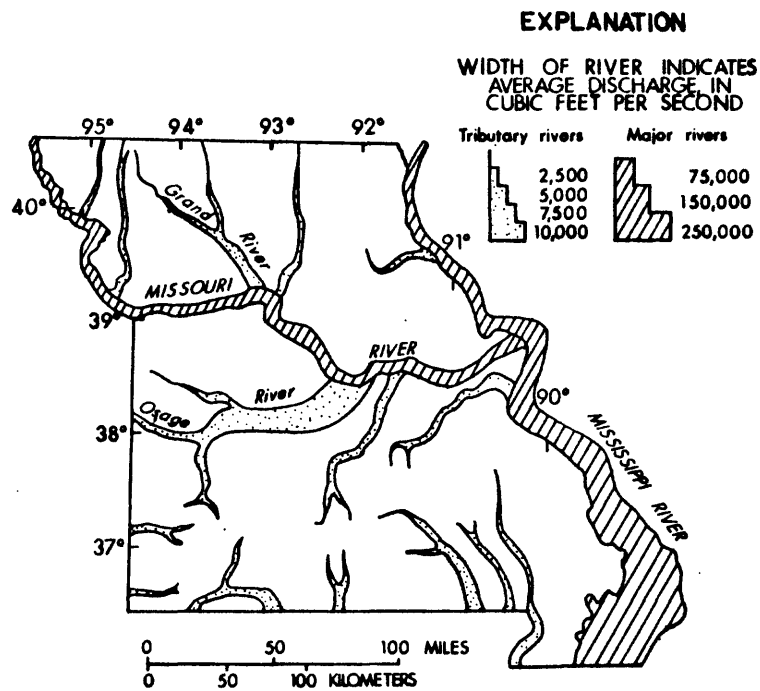 EXPLANATION
WIDTH OF RIVER INDICATES
AVERAGE DISCHARGE, IN
CUBIC FEET PER SECOND
Tributary rivers
2,500
5,000
7,500
10,000
Major rivers
75,000
150,000
250,000
95° 94° 93° 92°
40°
91°
Grand
River
MISSOURI
39°
RIVER
River
Osage
90°
38°
MISSISSIPPI RIVER
37°
0 50 100 MILES
0 50 100 KILOMETERS